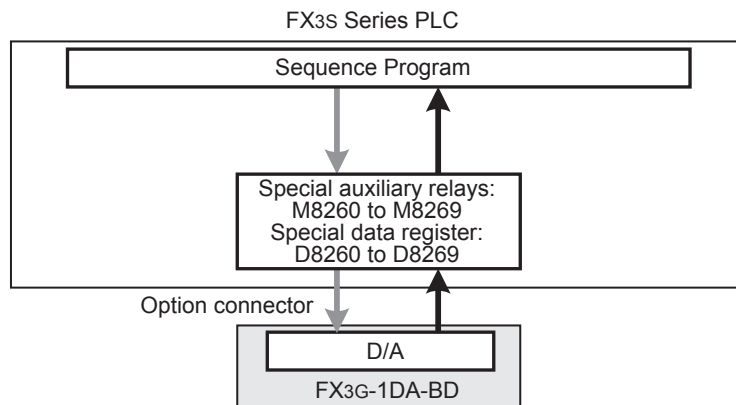 FX3S Series PLC
Sequence Program
Special auxiliary relays:
M8260 to M8269
Special data register:
D8260 to D8269
Option connector
D/A
FX3G-1DA-BD